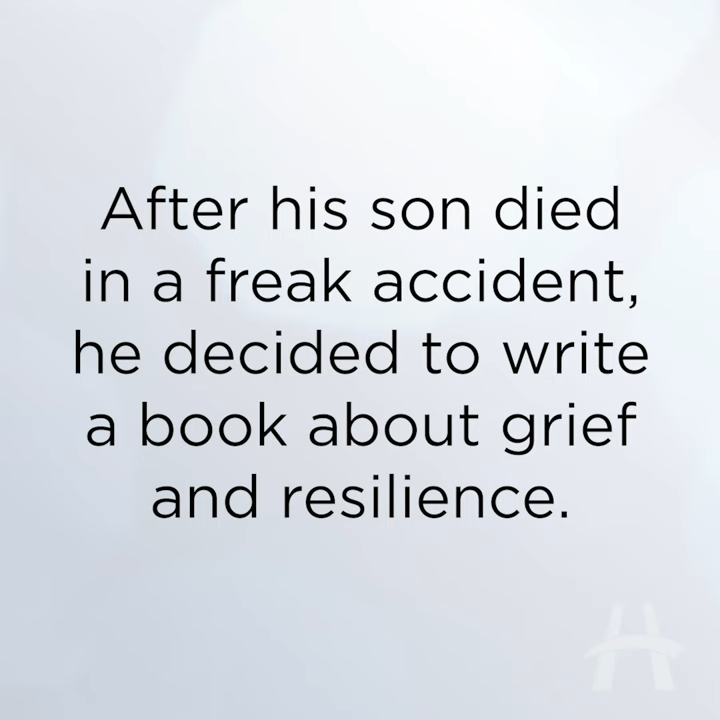 After his son died
in a freak accident,
he decided to write
a book about grief
and resilience.